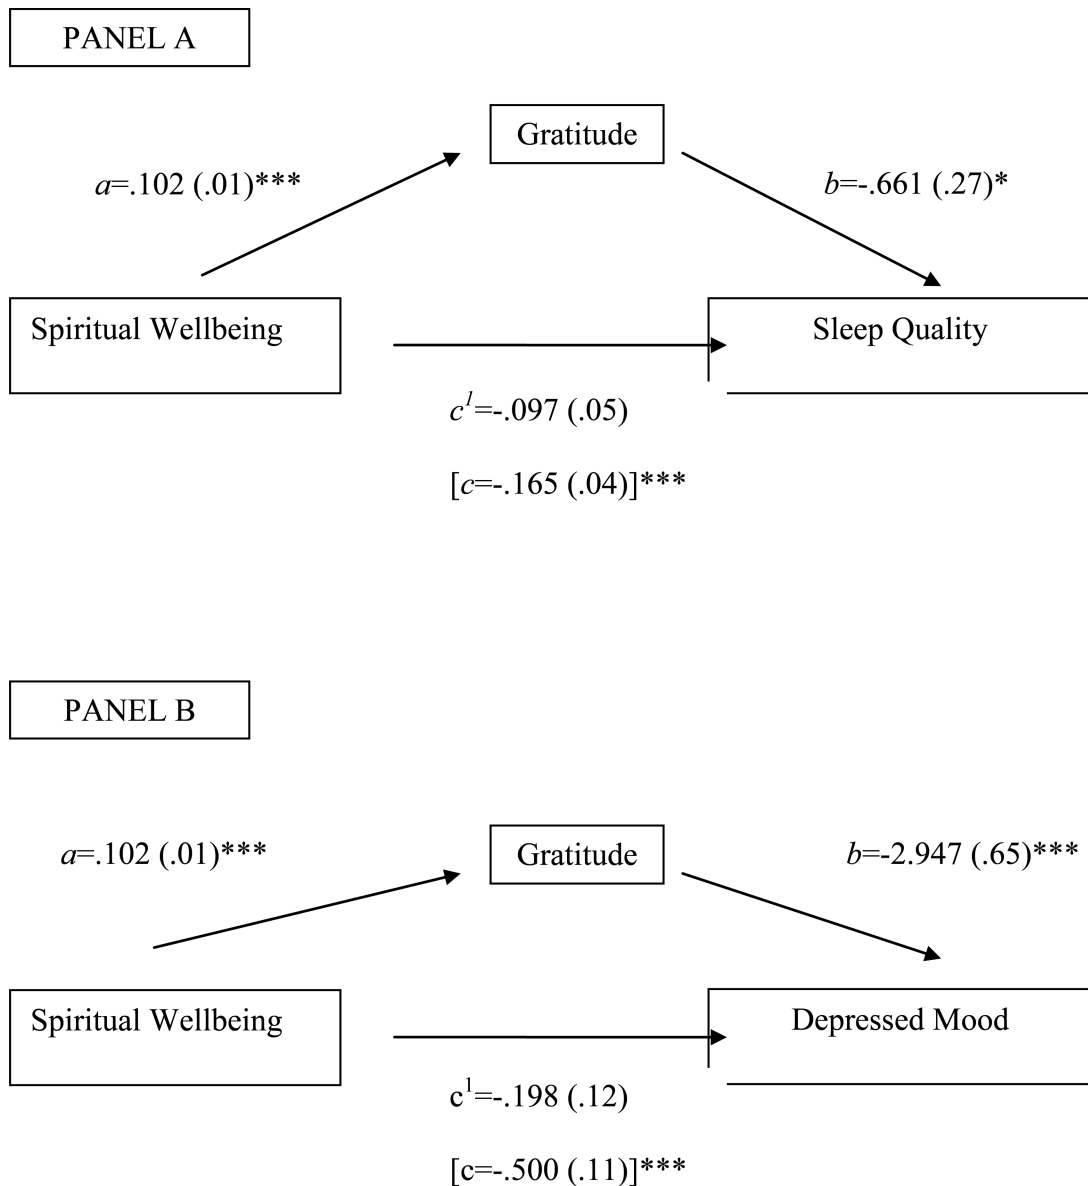 PANEL A
Gratitude
a=.102 (.01)***
b=-.661 (.27)*
Spiritual Wellbeing
Sleep Quality
c¹=-.097 (.05)
[c=-.165 (.04)]***
PANEL B
Gratitude
a=.102 (.01)***
b=-2.947 (.65)***
Spiritual Wellbeing
Depressed Mood
c¹=-.198 (.12)
[c=-.500 (.11)]***